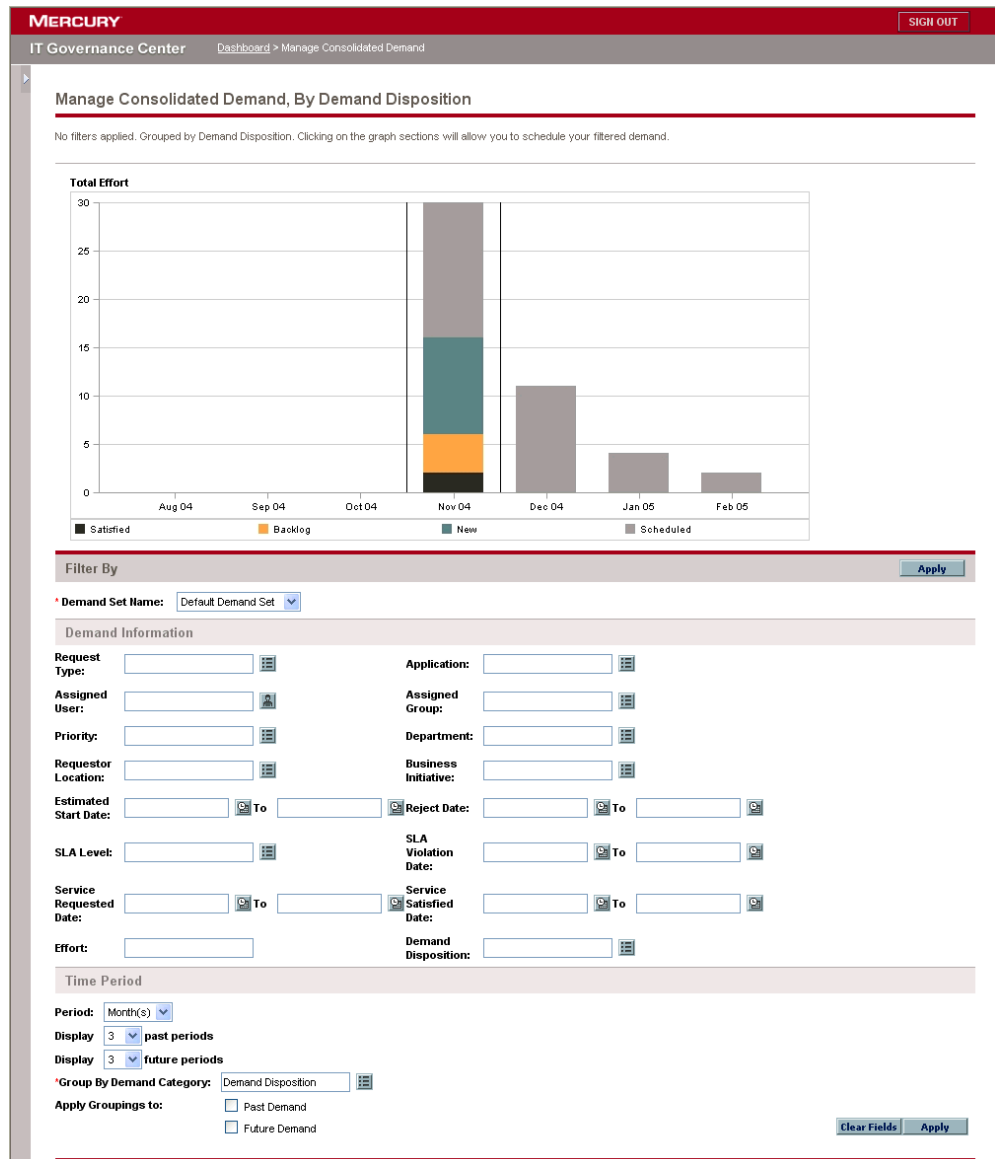 MERCURY
SIGN OUT
IT Governance Center Dashboard > Manage Consolidated Demand
Manage Consolidated Demand, By Demand Disposition
No filters applied. Grouped by Demand Disposition. Clicking on the graph sections will allow you to schedule your filtered demand.
Total Effort
30
25
20
15
10
5
0
Aug 04 Sep 04 Oct 04 Nov 04 Dec 04 Jan 05 Feb 05
Satisfied Backlog New Scheduled
Filter By Apply
*Demand Set Name: Default Demand Set
Demand Information
Request Type: Application:
Assigned User: Assigned Group:
Priority: Department:
Requestor Location: Business Initiative:
Estimated Start Date: To Reject Date: To
SLA Level: SLA Violation Date: To
Service Requested Date: To Service Satisfied Date: To
Effort: Demand Disposition:
Time Period
Period: Month(s)
Display 3 past periods
Display 3 future periods
*Group By Demand Category: Demand Disposition
Apply Groupings to: Past Demand
Future Demand
Clear Fields Apply